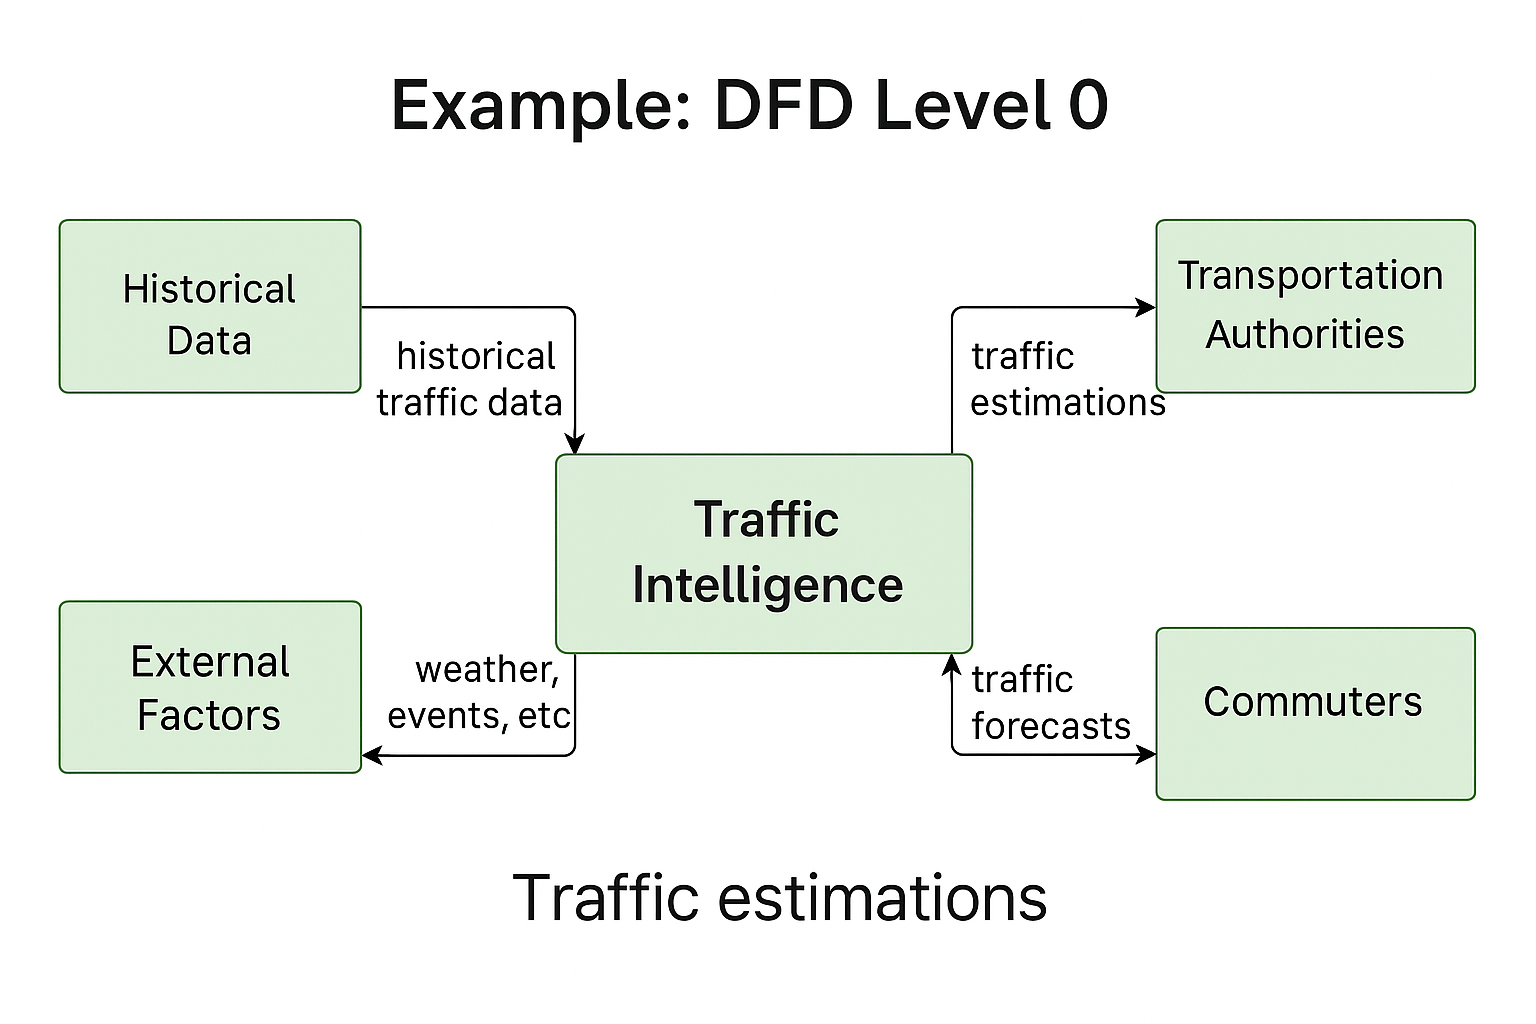 Example: DFD Level 0
Historical
Data
historical
traffic data
traffic
estimations
Transportation
Authorities
Traffic
Intelligence
External
Factors
weather,
events, etc
traffic
forecasts
Commuters
Traffic estimations